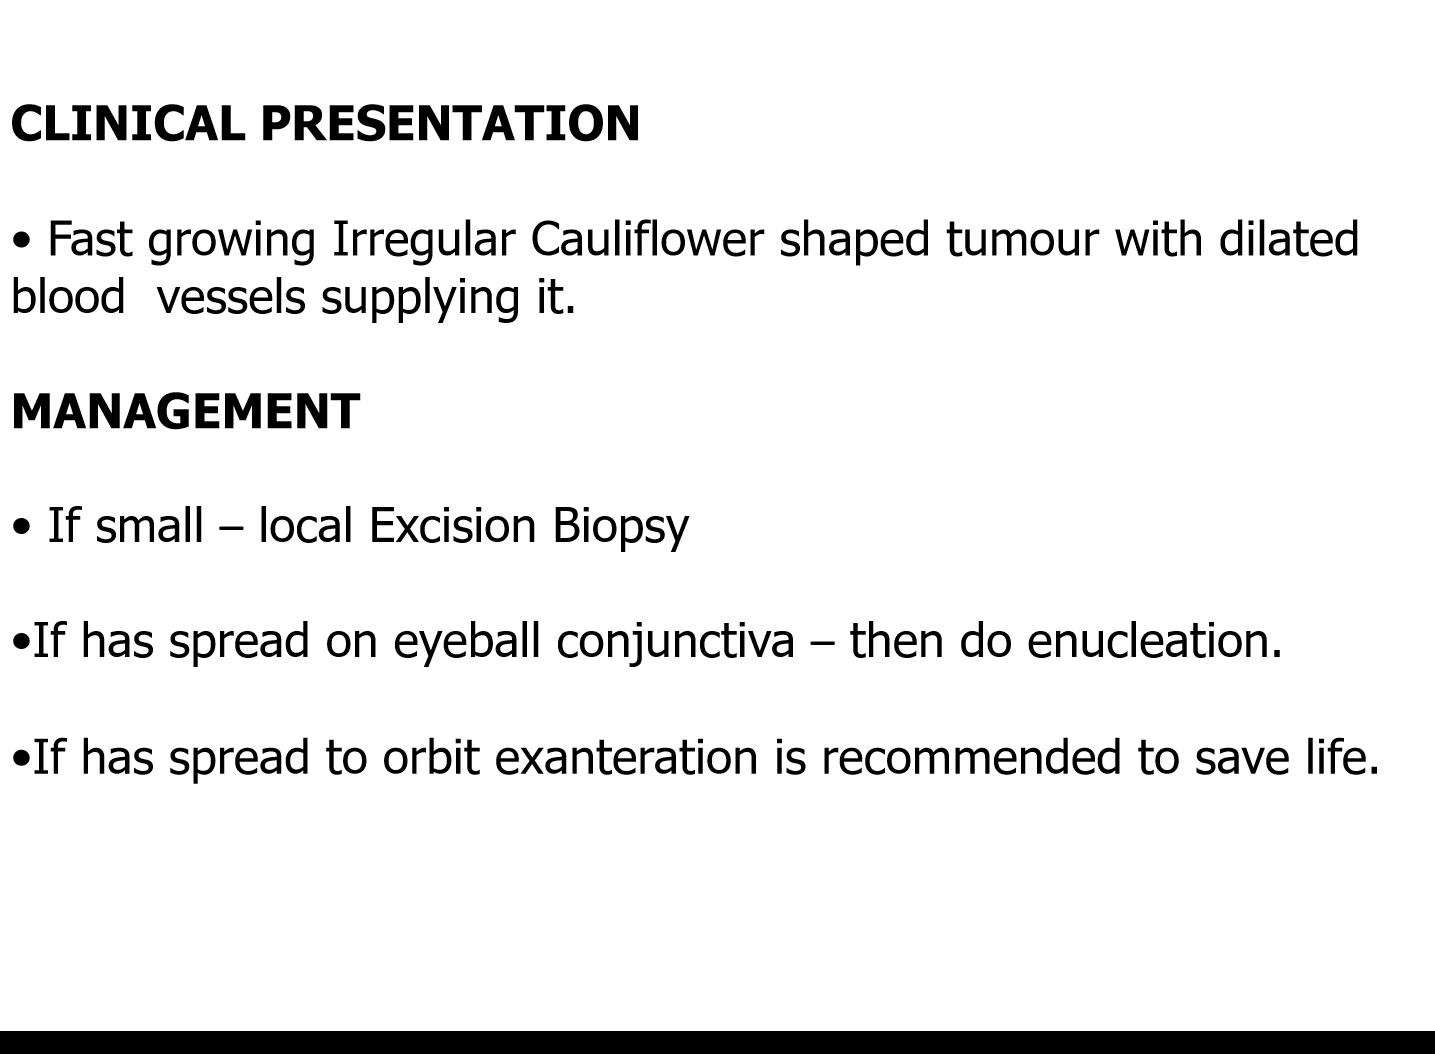 CLINICAL PRESENTATION
• Fast growing Irregular Cauliflower shaped tumour with dilated
blood  vessels supplying it.
MANAGEMENT
• If small – local Excision Biopsy
•If has spread on eyeball conjunctiva – then do enucleation.
•If has spread to orbit exanteration is recommended to save life.